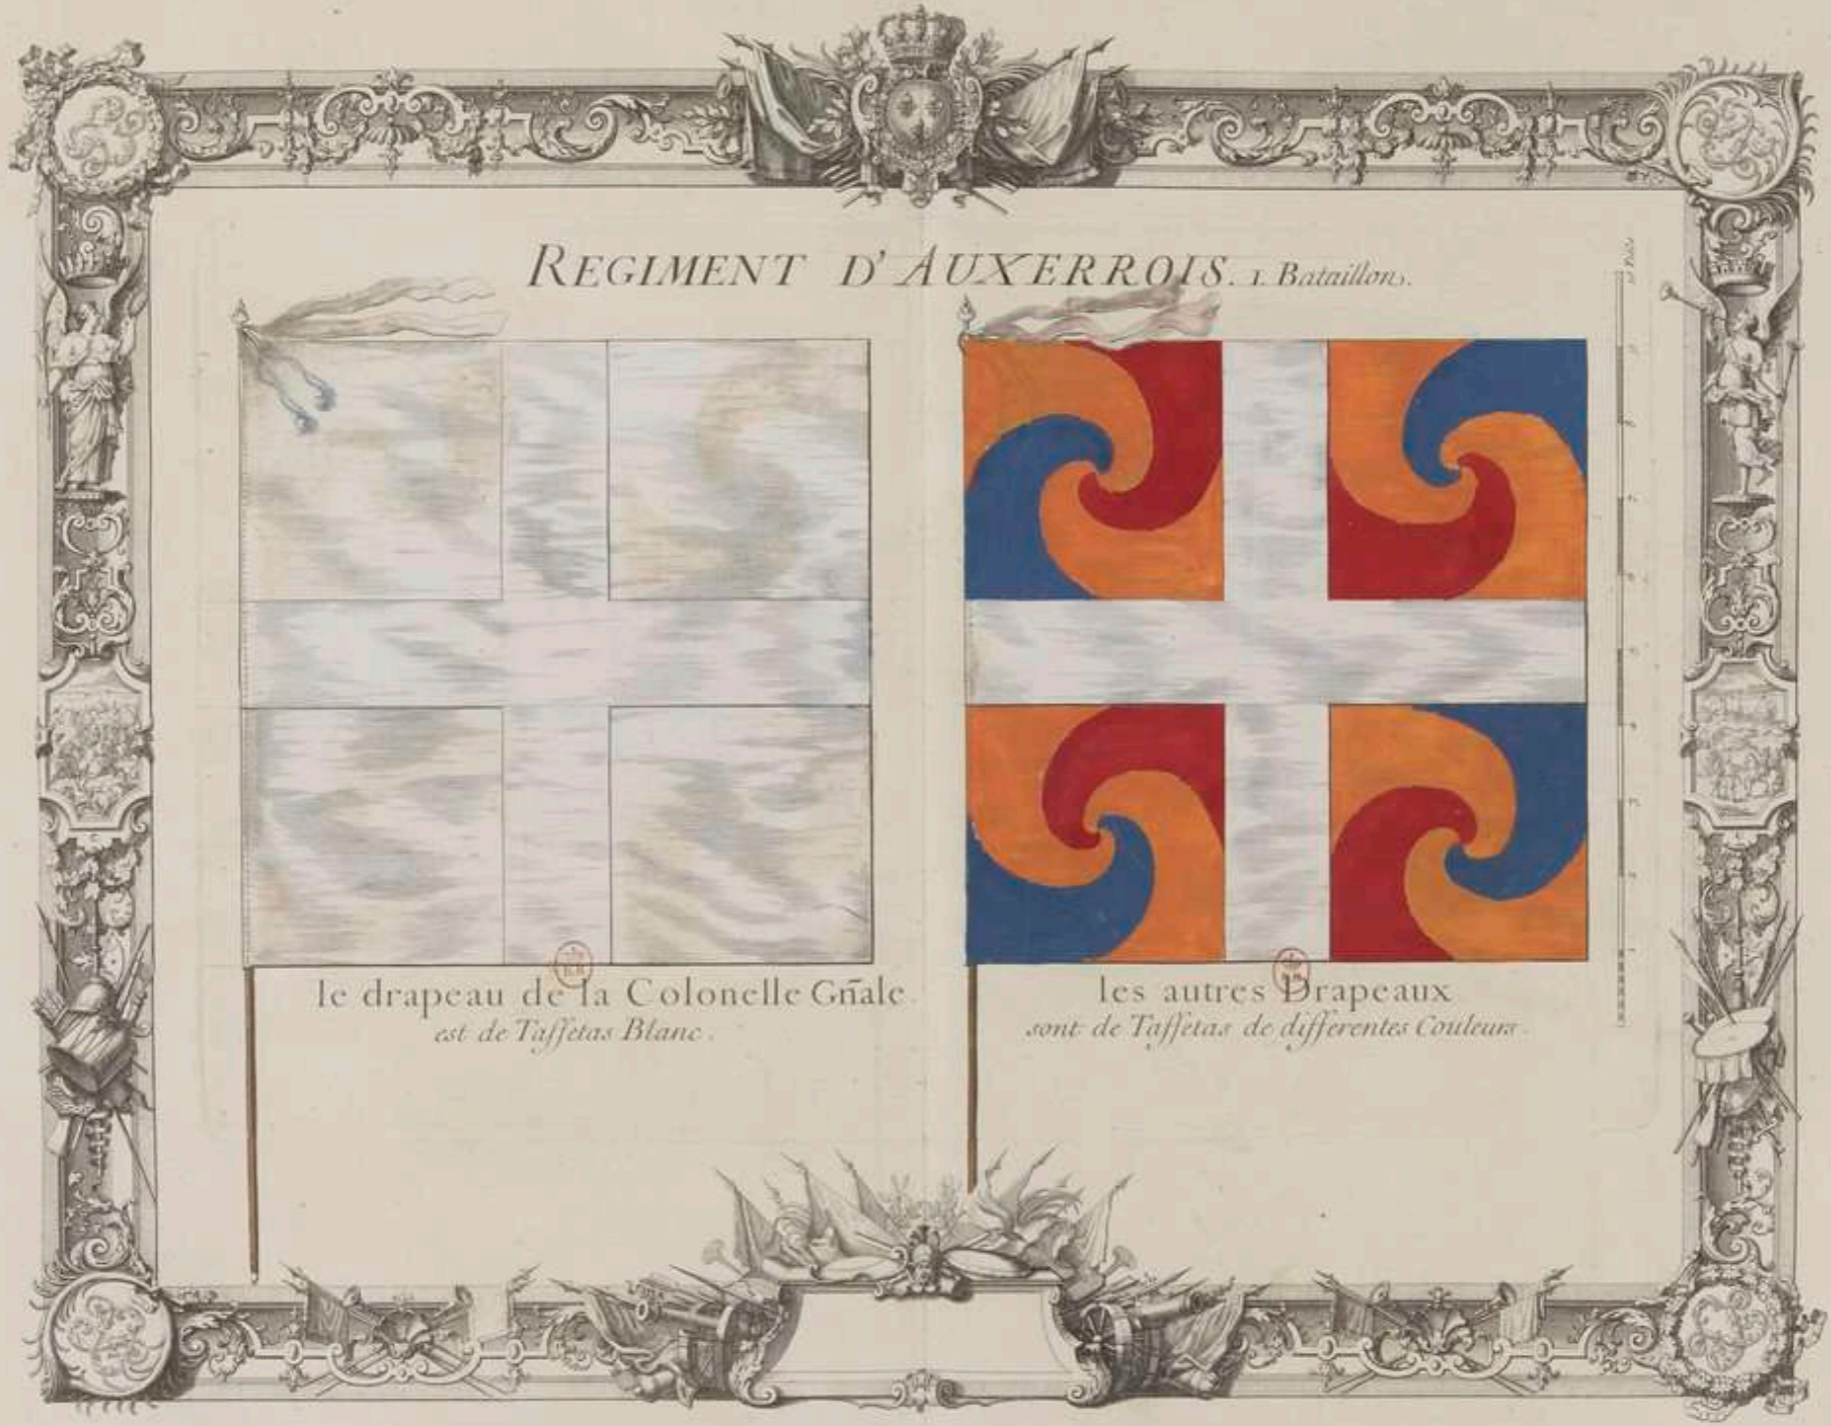 REGIMENT D'AUXERROIS. 1. Bataillon.
le drapeau de la Colonelle Gñale
est de Taffetas Blanc.
les autres Drapeaux
sont de Taffetas de differentes Couleurs.